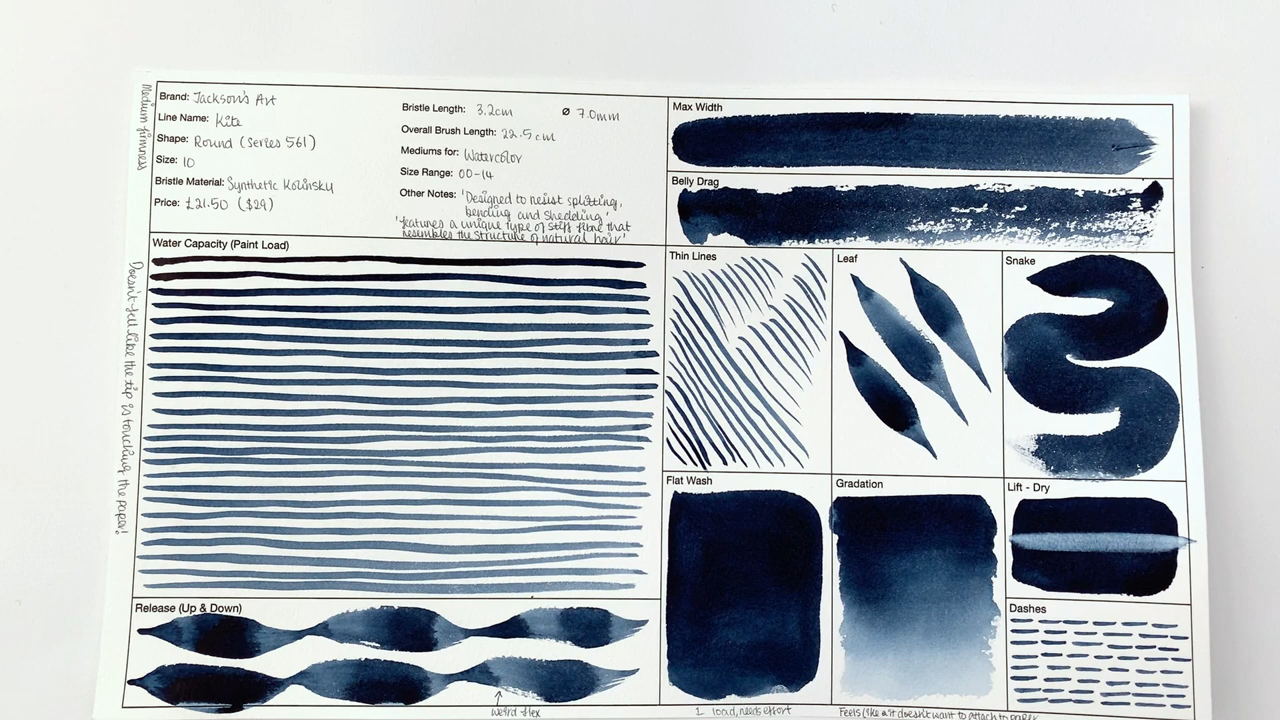 Medium firmness
Brand: Jackson's Art
Line Name: Kite
Shape: Round (Series 561)
Size: 10
Bristle Material: Synthetic Kolinsky
Price: £21.50 ($29)
Bristle Length: 3.2cm Ø 7.0mm
Overall Brush Length: 22.5cm
Mediums for: Watercolor
Size Range: 00-14
Other Notes: 'Designed to resist splitting,
bending and shedding,'
'features a unique type of stiff fibre that
resembles the structure of natural hair'
Max Width
Belly Drag
Water Capacity (Paint Load)
Doesn't feel like the tip is touching the paper!
Thin Lines
Leaf
Snake
Flat Wash
Gradation
Lift - Dry
Dashes
Release (Up & Down)
weird flex
1 load, needs effort
Feels like it doesn't want to attach to paper